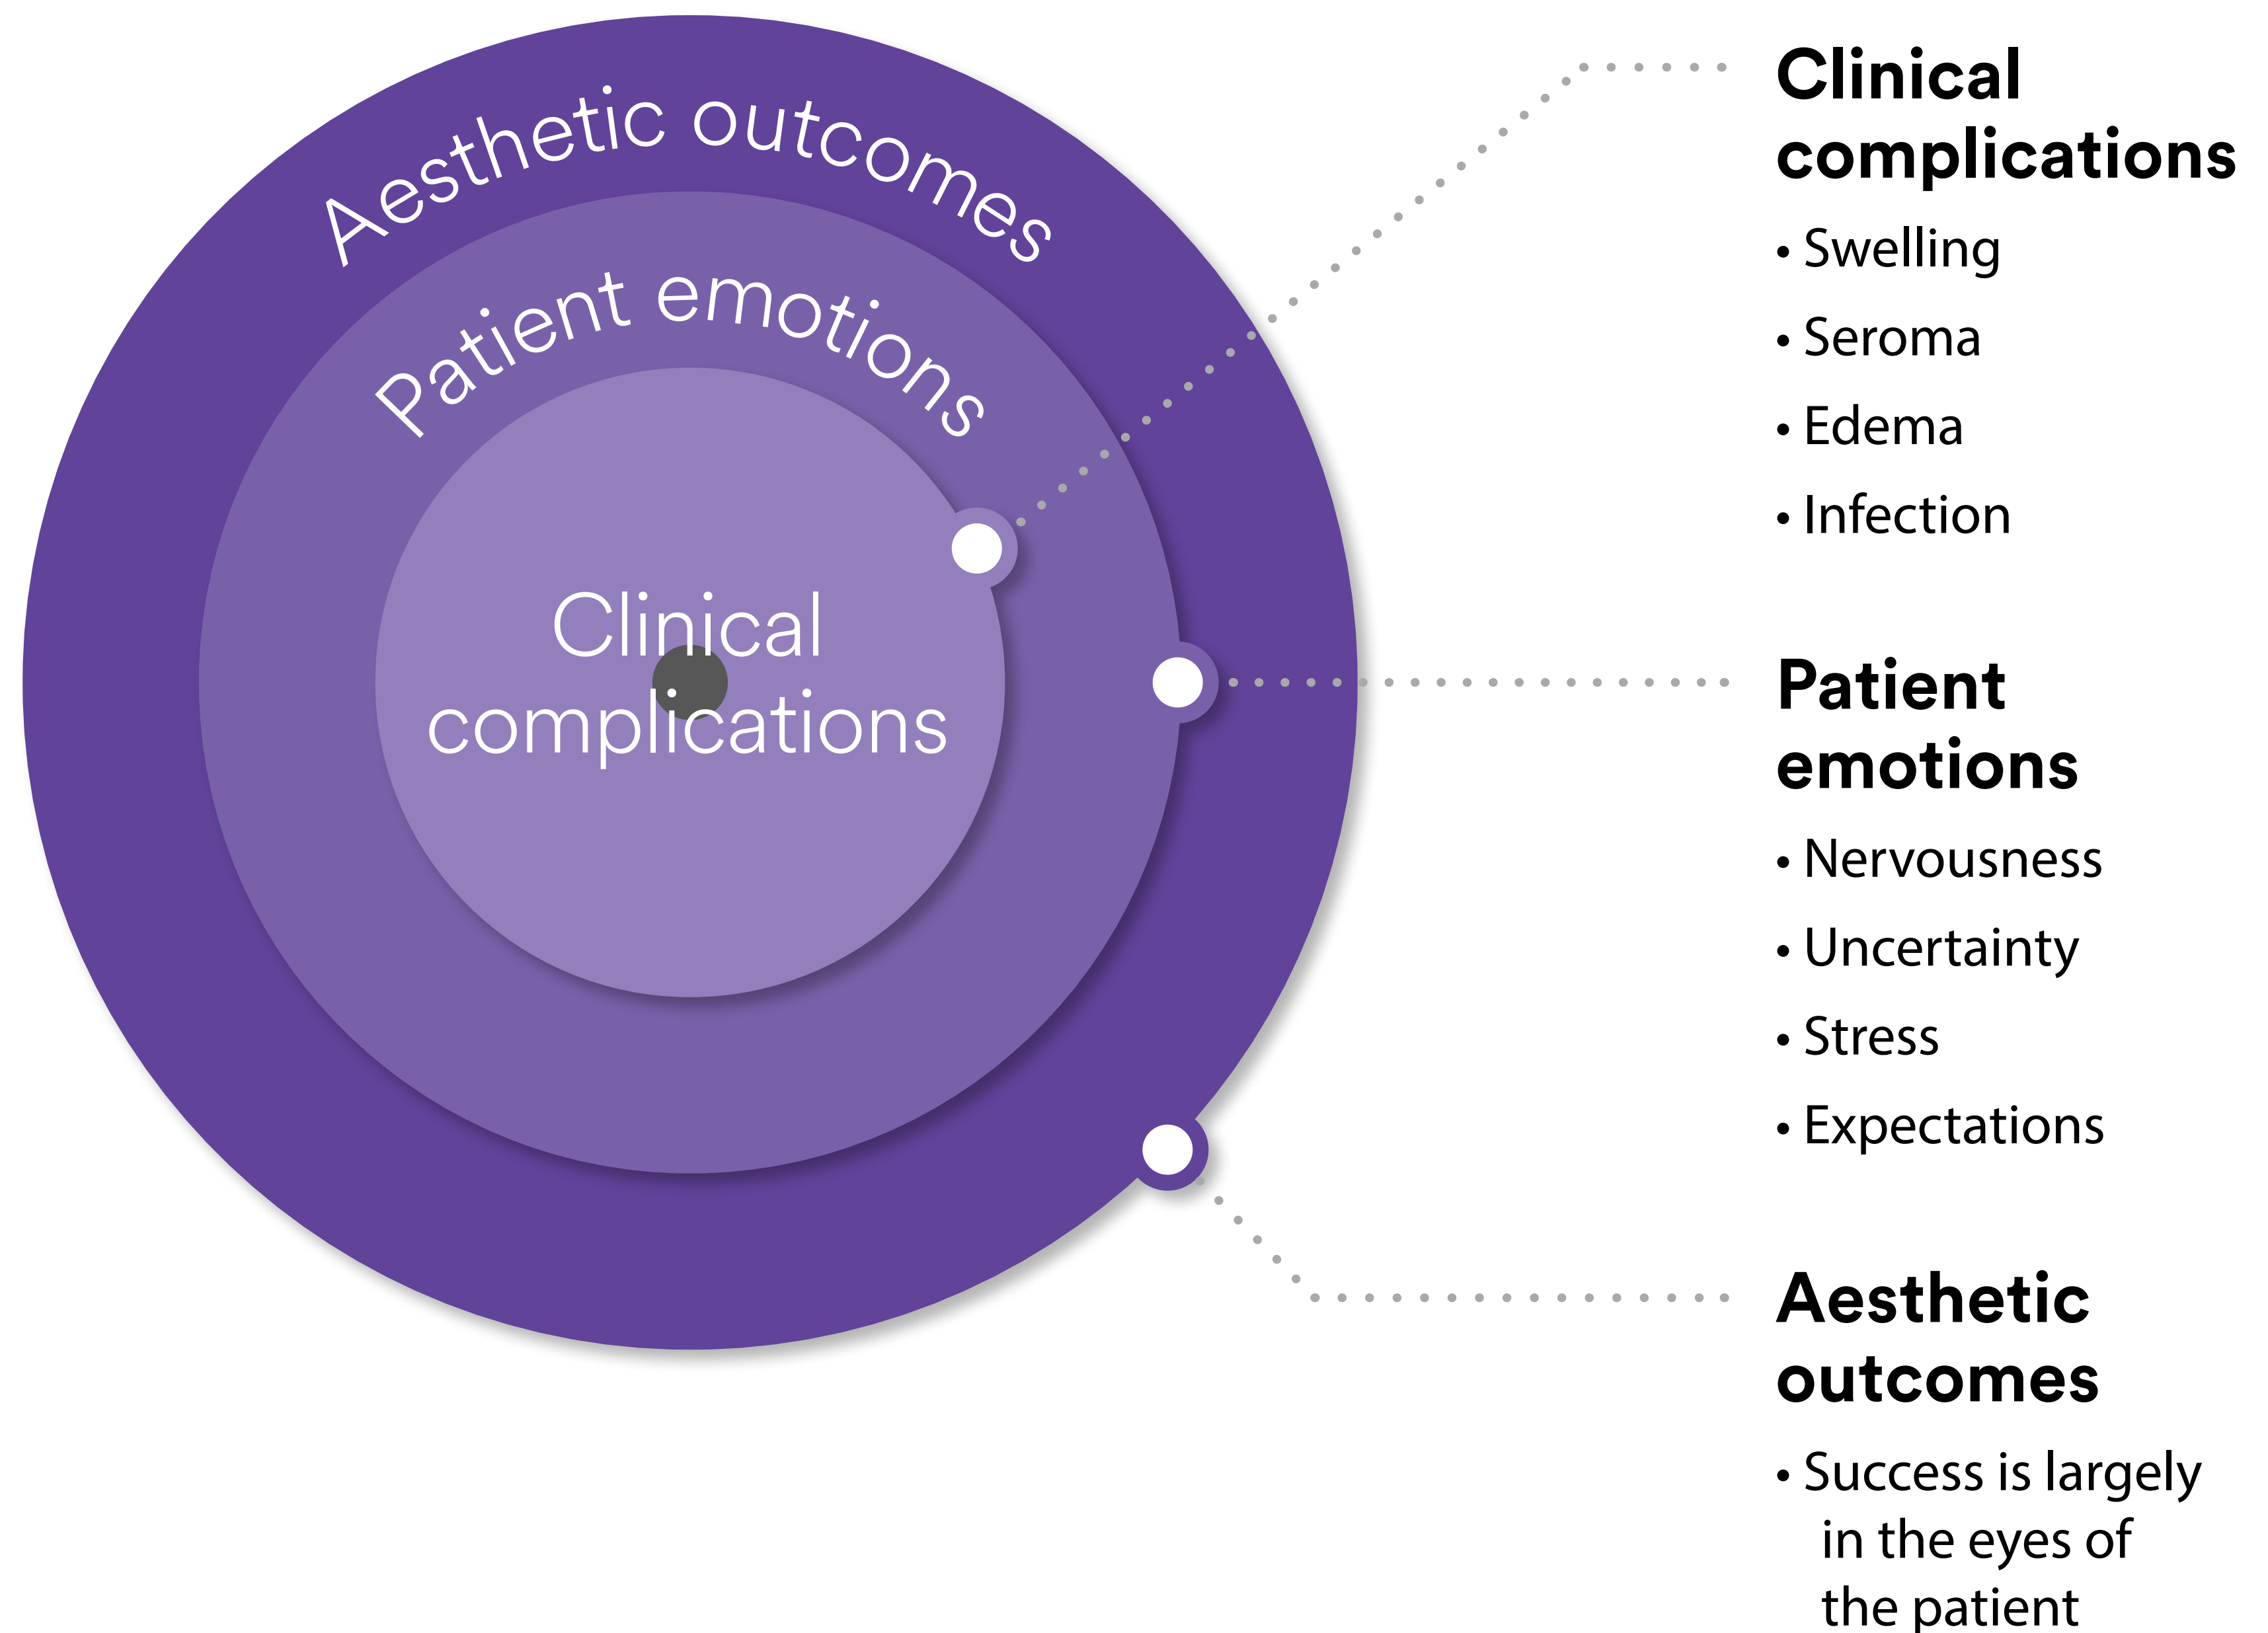 Aesthetic outcomes
Patient emotions
Clinical
complications
Clinical
complications
• Swelling
• Seroma
• Edema
• Infection
Patient
emotions
• Nervousness
• Uncertainty
• Stress
• Expectations
Aesthetic
outcomes
• Success is largely
in the eyes of
the patient